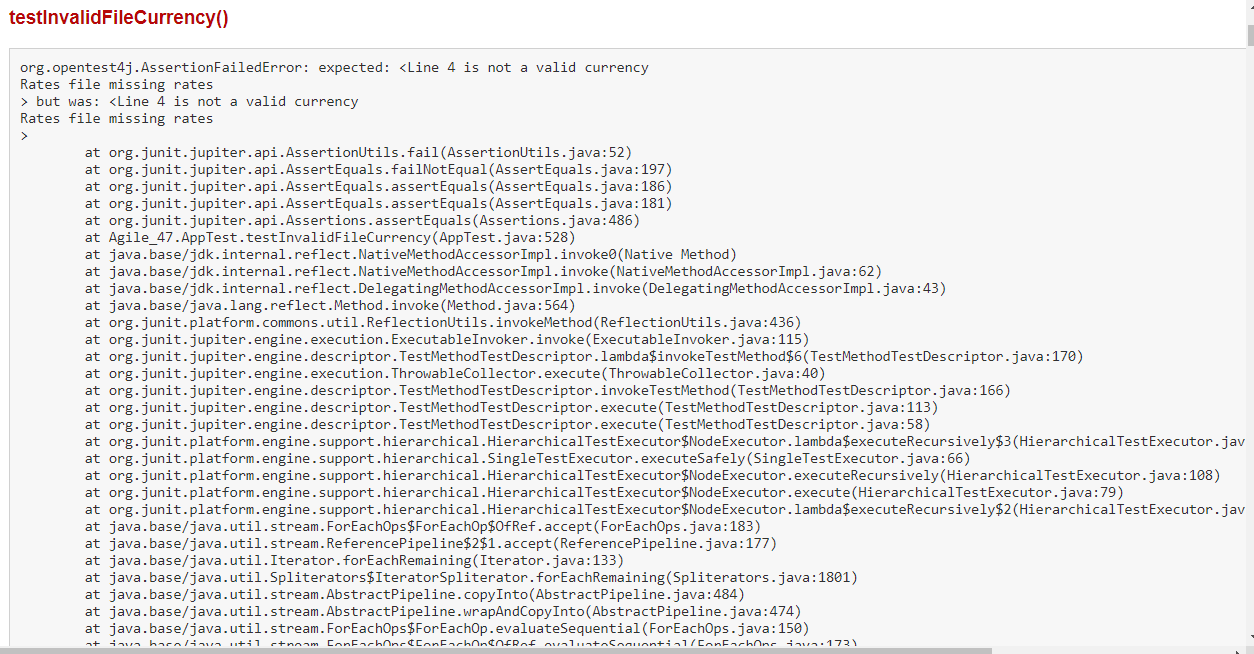 testInvalidFileCurrency()
org.opentest4j.AssertionFailedError: expected: <Line 4 is not a valid currency
Rates file missing rates
> but was: <Line 4 is not a valid currency
Rates file missing rates
>
at org.junit.jupiter.api.AssertionUtils.fail(AssertionUtils.java:52)
at org.junit.jupiter.api.AssertEquals.failNotEqual(AssertEquals.java:197)
at org.junit.jupiter.api.AssertEquals.assertEquals(AssertEquals.java:186)
at org.junit.jupiter.api.AssertEquals.assertEquals(AssertEquals.java:181)
at org.junit.jupiter.api.Assertions.assertEquals(Assertions.java:486)
at Agile_47.AppTest.testInvalidFileCurrency(AppTest.java:528)
at java.base/jdk.internal.reflect.NativeMethodAccessorImpl.invoke0(Native Method)
at java.base/jdk.internal.reflect.NativeMethodAccessorImpl.invoke(NativeMethodAccessorImpl.java:62)
at java.base/jdk.internal.reflect.DelegatingMethodAccessorImpl.invoke(DelegatingMethodAccessorImpl.java:43)
at java.base/java.lang.reflect.Method.invoke(Method.java:564)
at org.junit.platform.commons.util.ReflectionUtils.invokeMethod(ReflectionUtils.java:436)
at org.junit.jupiter.engine.execution.ExecutableInvoker.invoke(ExecutableInvoker.java:115)
at org.junit.jupiter.engine.descriptor.TestMethodTestDescriptor.lambda$invokeTestMethod$6(TestMethodTestDescriptor.java:170)
at org.junit.jupiter.engine.execution.ThrowableCollector.execute(ThrowableCollector.java:40)
at org.junit.jupiter.engine.descriptor.TestMethodTestDescriptor.invokeTestMethod(TestMethodTestDescriptor.java:166)
at org.junit.jupiter.engine.descriptor.TestMethodTestDescriptor.execute(TestMethodTestDescriptor.java:113)
at org.junit.jupiter.engine.descriptor.TestMethodTestDescriptor.execute(TestMethodTestDescriptor.java:58)
at org.junit.platform.engine.support.hierarchical.HierarchicalTestExecutor$NodeExecutor.lambda$executeRecursively$3(HierarchicalTestExecutor.jav
at org.junit.platform.engine.support.hierarchical.SingleTestExecutor.executeSafely(SingleTestExecutor.java:66)
at org.junit.platform.engine.support.hierarchical.HierarchicalTestExecutor$NodeExecutor.executeRecursively(HierarchicalTestExecutor.java:108)
at org.junit.platform.engine.support.hierarchical.HierarchicalTestExecutor$NodeExecutor.execute(HierarchicalTestExecutor.java:79)
at org.junit.platform.engine.support.hierarchical.HierarchicalTestExecutor$NodeExecutor.lambda$executeRecursively$2(HierarchicalTestExecutor.jav
at java.base/java.util.stream.ForEachOps$ForEachOp$OfRef.accept(ForEachOps.java:183)
at java.base/java.util.stream.ReferencePipeline$2$1.accept(ReferencePipeline.java:177)
at java.base/java.util.Iterator.forEachRemaining(Iterator.java:133)
at java.base/java.util.Spliterators$IteratorSpliterator.forEachRemaining(Spliterators.java:1801)
at java.base/java.util.stream.AbstractPipeline.copyInto(AbstractPipeline.java:484)
at java.base/java.util.stream.AbstractPipeline.wrapAndCopyInto(AbstractPipeline.java:474)
at java.base/java.util.stream.ForEachOps$ForEachOp.evaluateSequential(ForEachOps.java:150)
at java.base/java.util.stream.ForEachOps$ForEachOp$OfRef.evaluateSequential(ForEachOps.java:173)